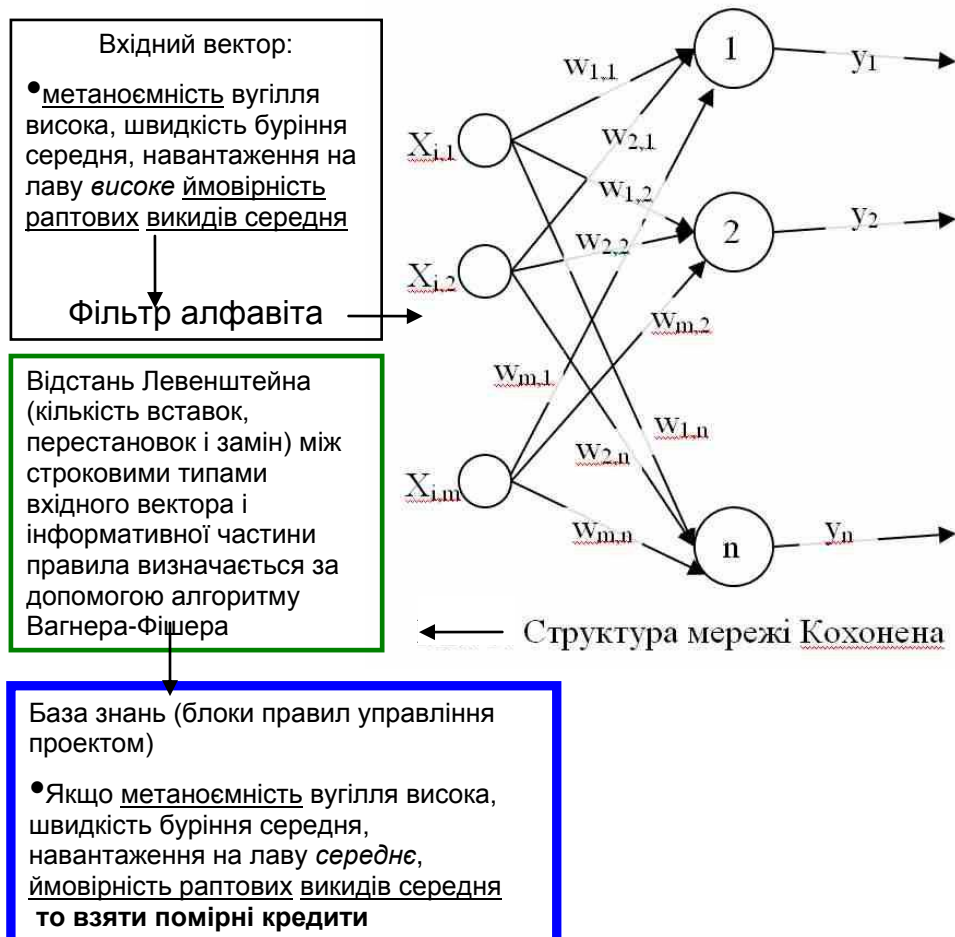 Вхідний вектор:
•метаноємність вугілля
висока, швидкість буріння
середня, навантаження на
лаву високе ймовірність
раптових викидів середня
Фільтр алфавіта
Xi,1
Xi,2
Xi,m
w1,1
w2,1
w1,2
w2,2
wm,2
wm,1
w1,n
w2,n
wm,n
1
2
n
y1
y2
yn
Структура мережі Кохонена
Відстань Левенштейна
(кількість вставок,
перестановок і замін) між
строковими типами
вхідного вектора і
інформативної частини
правила визначається за
допомогою алгоритму
Вагнера-Фішера
База знань (блоки правил управління
проектом)
•Якщо метаноємність вугілля висока,
швидкість буріння середня,
навантаження на лаву середнє,
ймовірність раптових викидів середня
то взяти помірні кредити